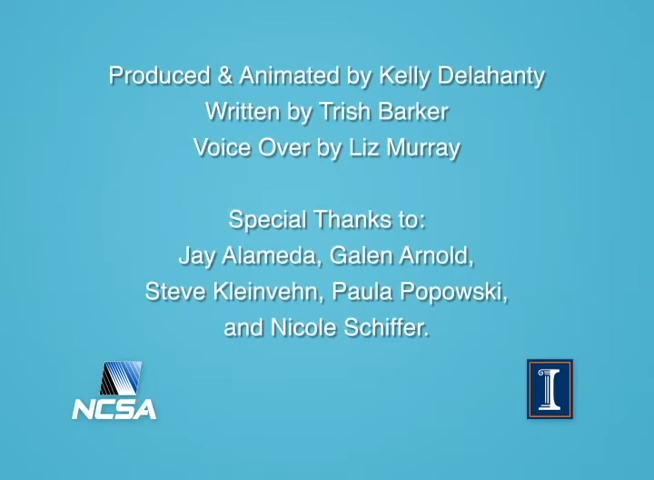 Produced & Animated by Kelly Delahanty
Written by Trish Barker
Voice Over by Liz Murray
Special Thanks to:
Jay Alameda, Galen Arnold,
Steve Kleinvehn, Paula Popowski,
and Nicole Schiffer.
NCSA
I